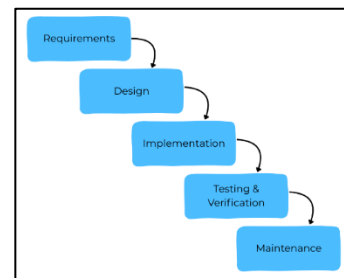 Requirements
Design
Implementation
Testing &
Verification
Maintenance